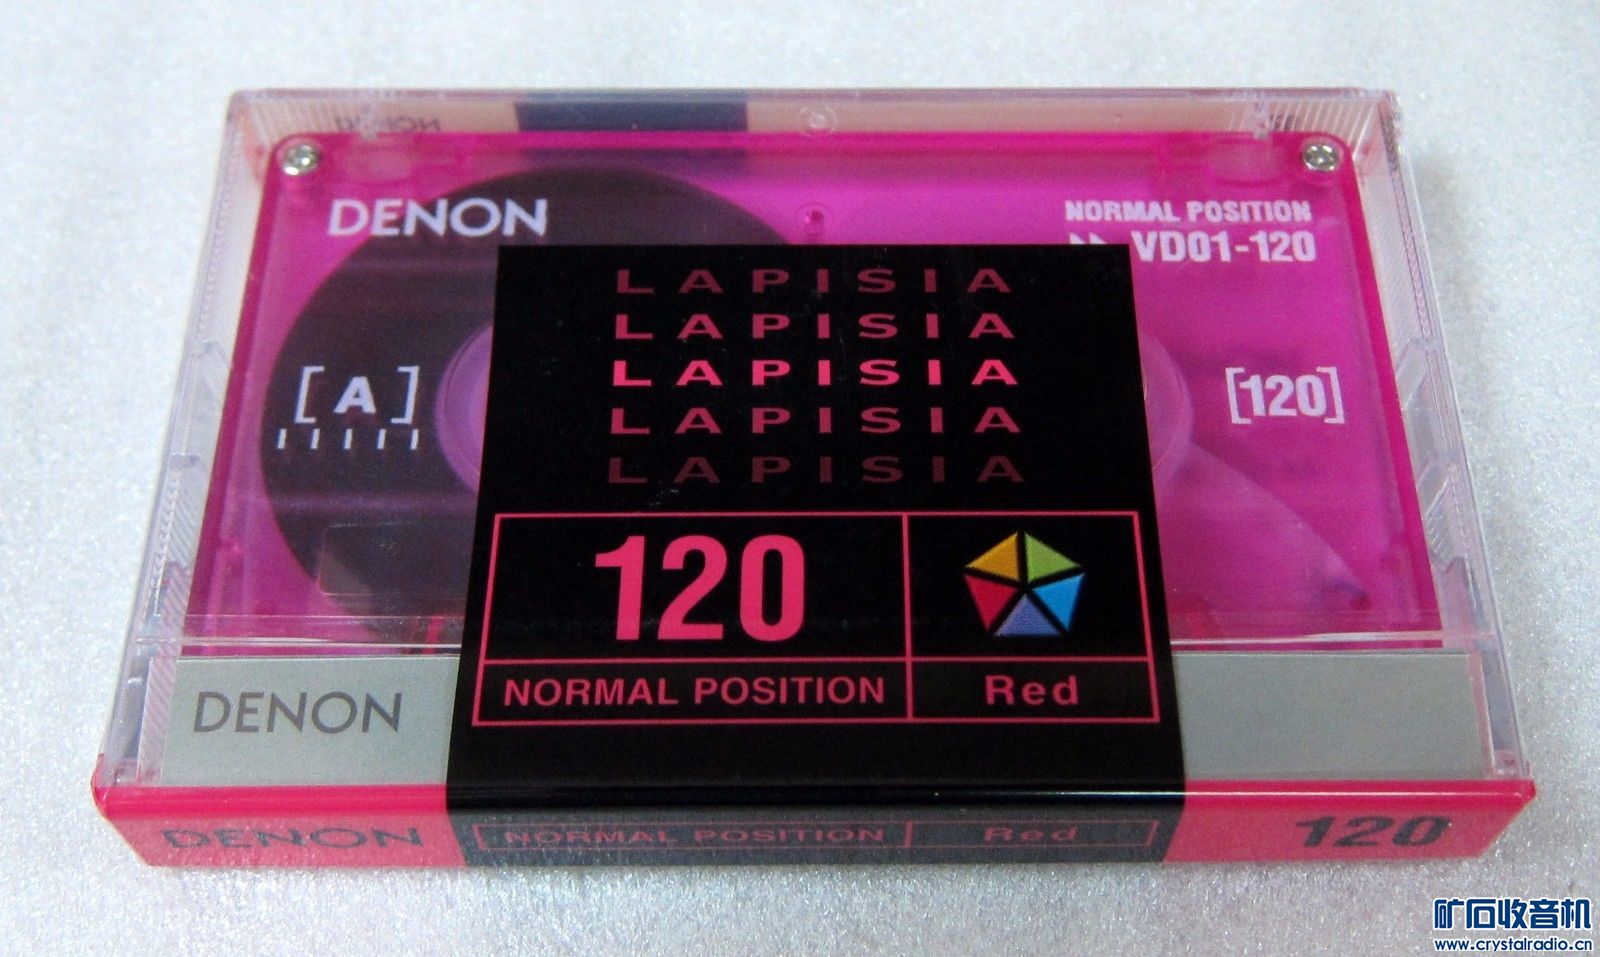 DENON
NORMAL POSITION
VD01-120
[A]
[120]
LAPISIA
LAPISIA
LAPISIA
LAPISIA
LAPISIA
120
NORMAL POSITION
Red
DENON
DENON
NORMAL POSITION
Red
120
矿石收音机
www.crystalradio.cn